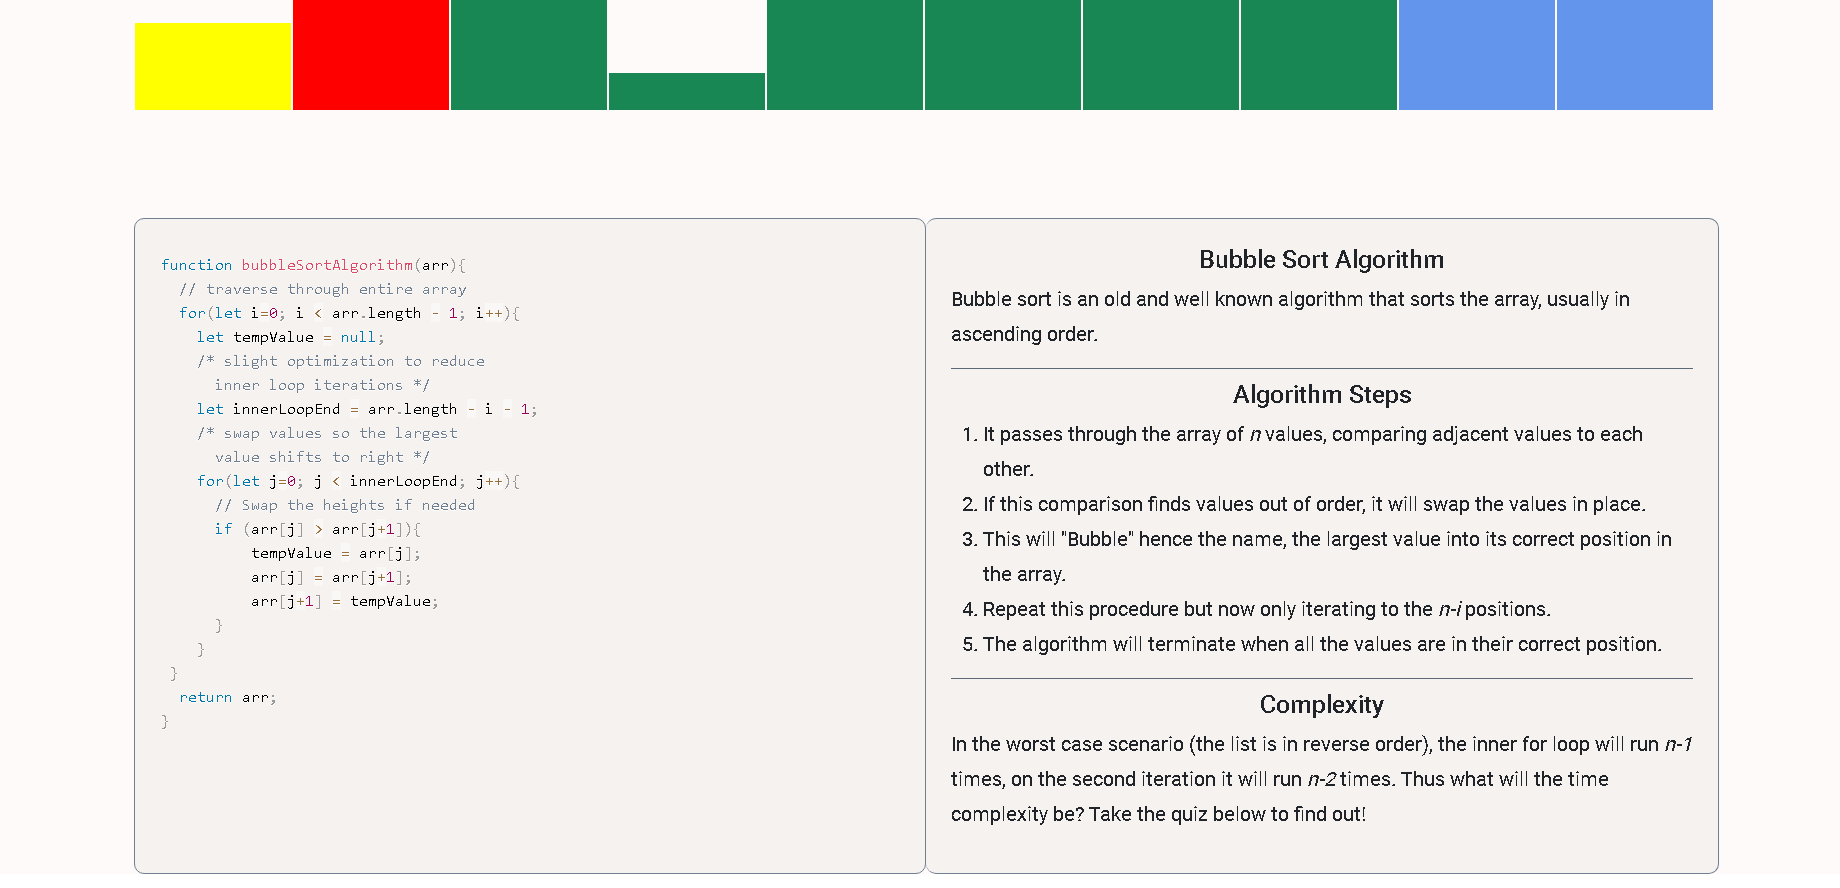 function bubbleSortAlgorithm(arr){
// traverse through entire array
for(let i=0; i < arr.length - 1; i++){
let tempValue = null;
/* slight optimization to reduce
inner loop iterations */
let innerLoopEnd = arr.length - i - 1;
/* swap values so the largest
value shifts to right */
for(let j=0; j < innerLoopEnd; j++){
// Swap the heights if needed
if (arr[j] > arr[j+1]){
tempValue = arr[j];
arr[j] = arr[j+1];
arr[j+1] = tempValue;
}
}
}
return arr;
}
Bubble Sort Algorithm
Bubble sort is an old and well known algorithm that sorts the array, usually in
ascending order.
Algorithm Steps
1. It passes through the array of n values, comparing adjacent values to each
other.
2. If this comparison finds values out of order, it will swap the values in place.
3. This will "Bubble" hence the name, the largest value into its correct position in
the array.
4. Repeat this procedure but now only iterating to the n-i positions.
5. The algorithm will terminate when all the values are in their correct position.
Complexity
In the worst case scenario (the list is in reverse order), the inner for loop will run n-1
times, on the second iteration it will run n-2 times. Thus what will the time
complexity be? Take the quiz below to find out!